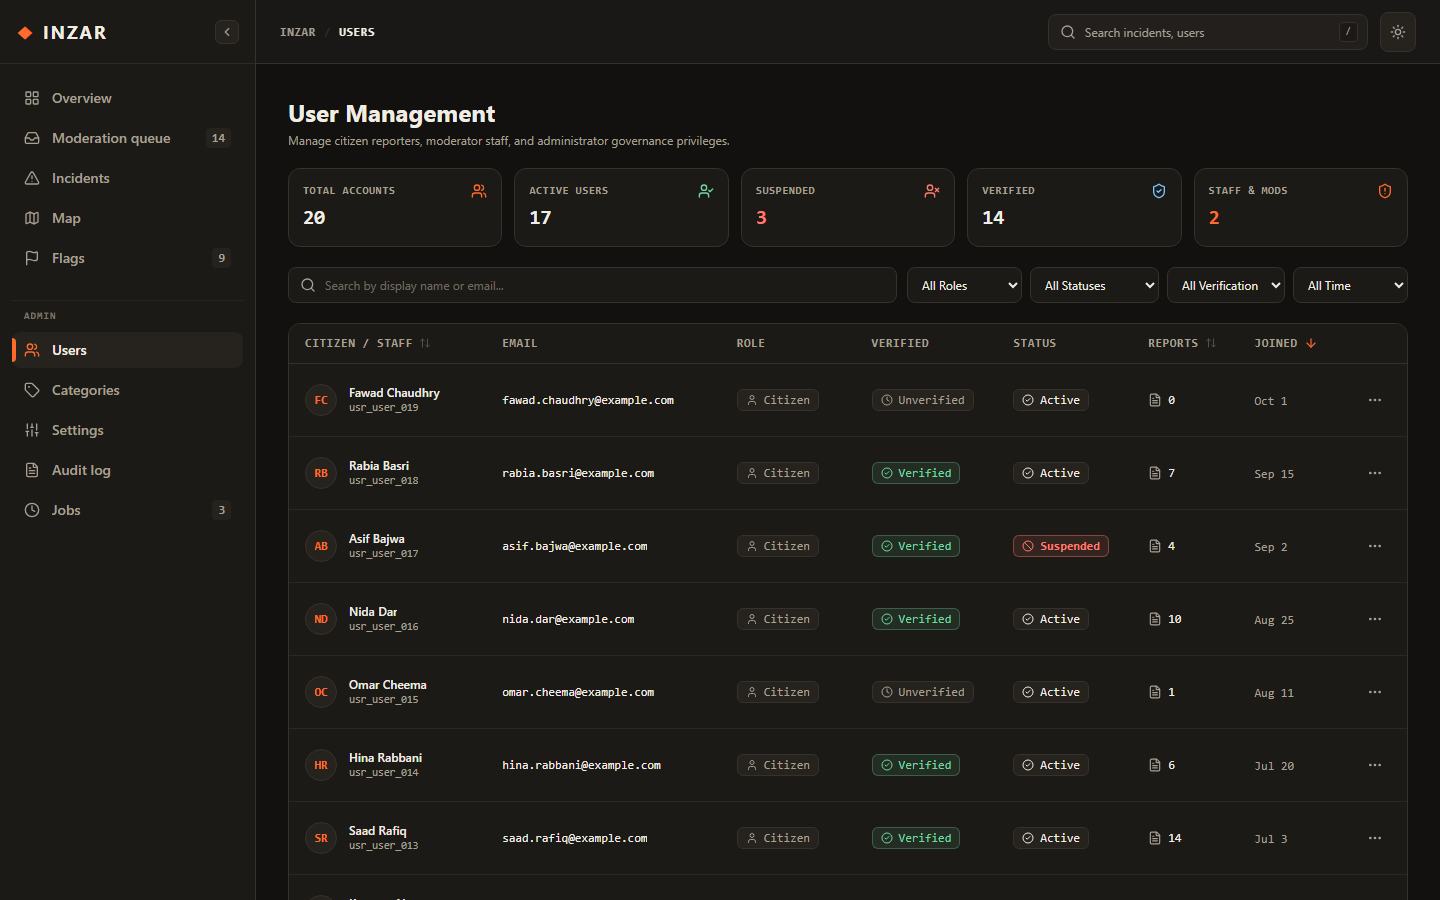 INZAR
INZAR / USERS
Search incidents, users /
Overview
Moderation queue 14
Incidents
Map
Flags 9
ADMIN
Users
Categories
Settings
Audit log
Jobs 3
User Management
Manage citizen reporters, moderator staff, and administrator governance privileges.
TOTAL ACCOUNTS
20
ACTIVE USERS
17
SUSPENDED
3
VERIFIED
14
STAFF & MODS
2
Search by display name or email...
All Roles
All Statuses
All Verification
All Time
CITIZEN / STAFF EMAIL ROLE VERIFIED STATUS REPORTS JOINED
FC Fawad Chaudhry fawad.chaudhry@example.com Citizen Unverified Active 0 Oct 1
usr_user_019
RB Rabia Basri rabia.basri@example.com Citizen Verified Active 7 Sep 15
usr_user_018
AB Asif Bajwa asif.bajwa@example.com Citizen Verified Suspended 4 Sep 2
usr_user_017
ND Nida Dar nida.dar@example.com Citizen Verified Active 10 Aug 25
usr_user_016
OC Omar Cheema omar.cheema@example.com Citizen Unverified Active 1 Aug 11
usr_user_015
HR Hina Rabbani hina.rabbani@example.com Citizen Verified Active 6 Jul 20
usr_user_014
SR Saad Rafiq saad.rafiq@example.com Citizen Verified Active 14 Jul 3
usr_user_013